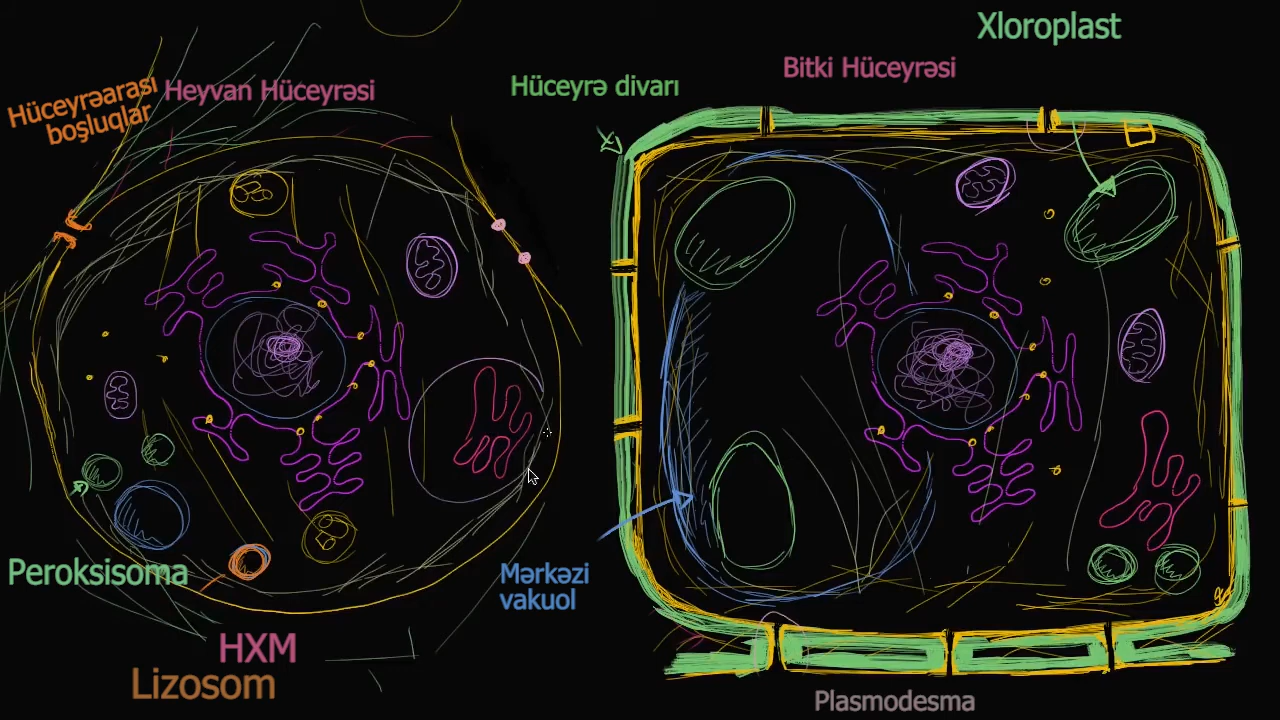 Xloroplast
Hüceyrəarası
boşluqlar
Heyvan Hüceyrəsi
Hüceyrə divarı
Bitki Hüceyrəsi
Peroksisoma
Mərkəzi
vakuol
HXM
Lizosom
Plasmodesma